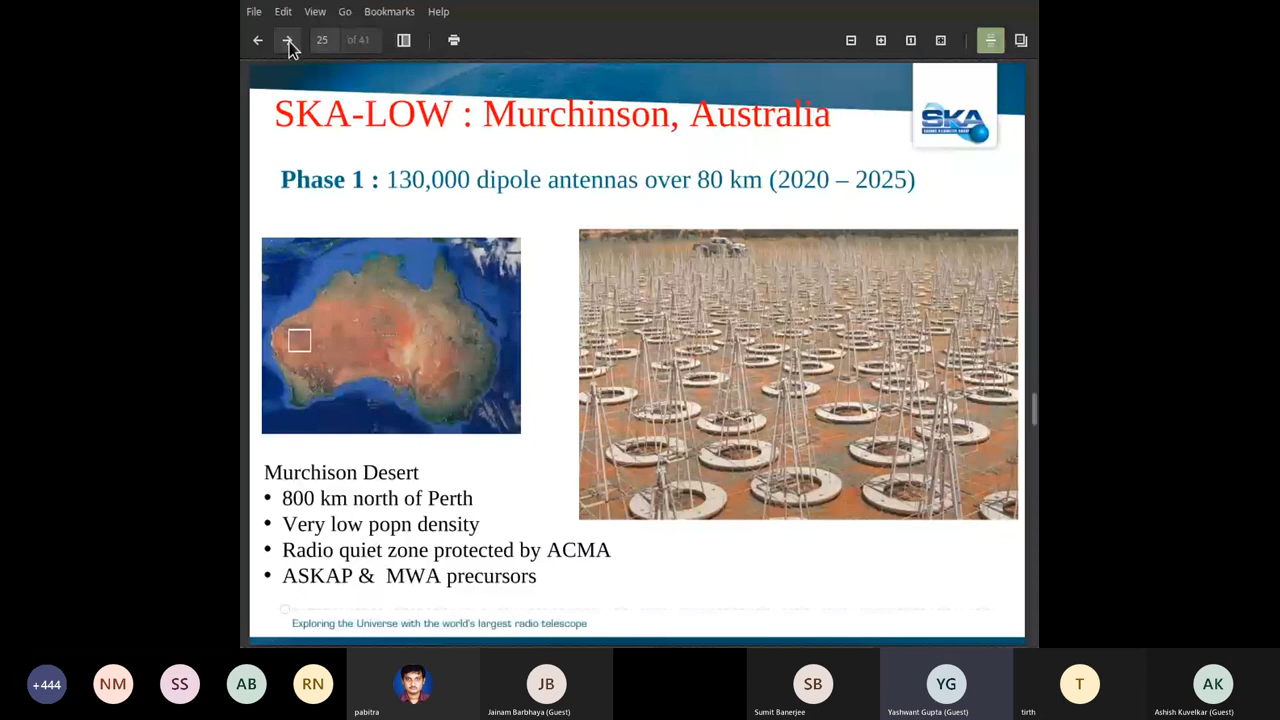 File Edit View Go Bookmarks Help
25 of 41
SKA-LOW : Murchinson, Australia
SKA
Phase 1 : 130,000 dipole antennas over 80 km (2020 – 2025)
Murchison Desert
• 800 km north of Perth
• Very low popn density
• Radio quiet zone protected by ACMA
• ASKAP & MWA precursors
Exploring the Universe with the world's largest radio telescope
+444 NM SS AB RN JB SB YG T AK
pabitra Jainam Barbhaya (Guest) Sumit Banerjee Yashwant Gupta (Guest) tirth Ashish Kuvelkar (Guest)